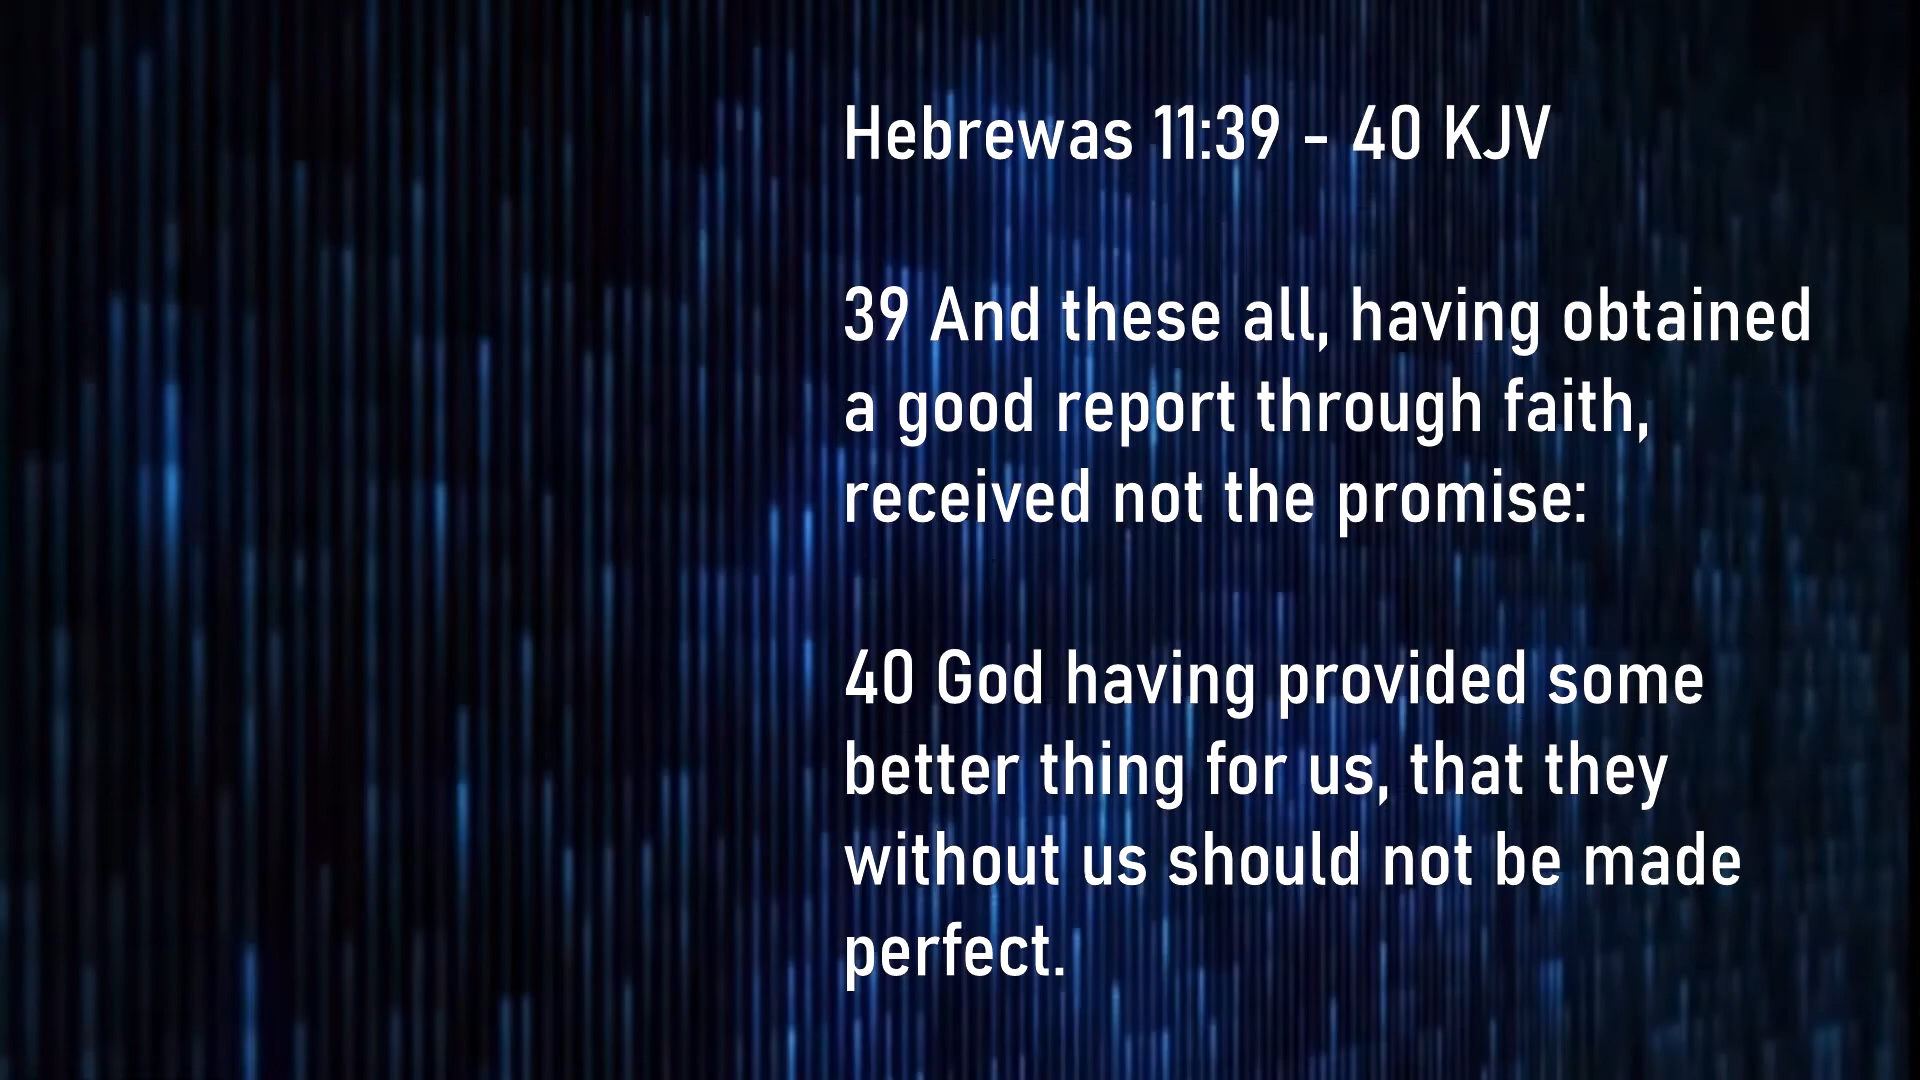 Hebrewas 11:39 - 40 KJV
39 And these all, having obtained
a good report through faith,
received not the promise:
40 God having provided some
better thing for us, that they
without us should not be made
perfect.